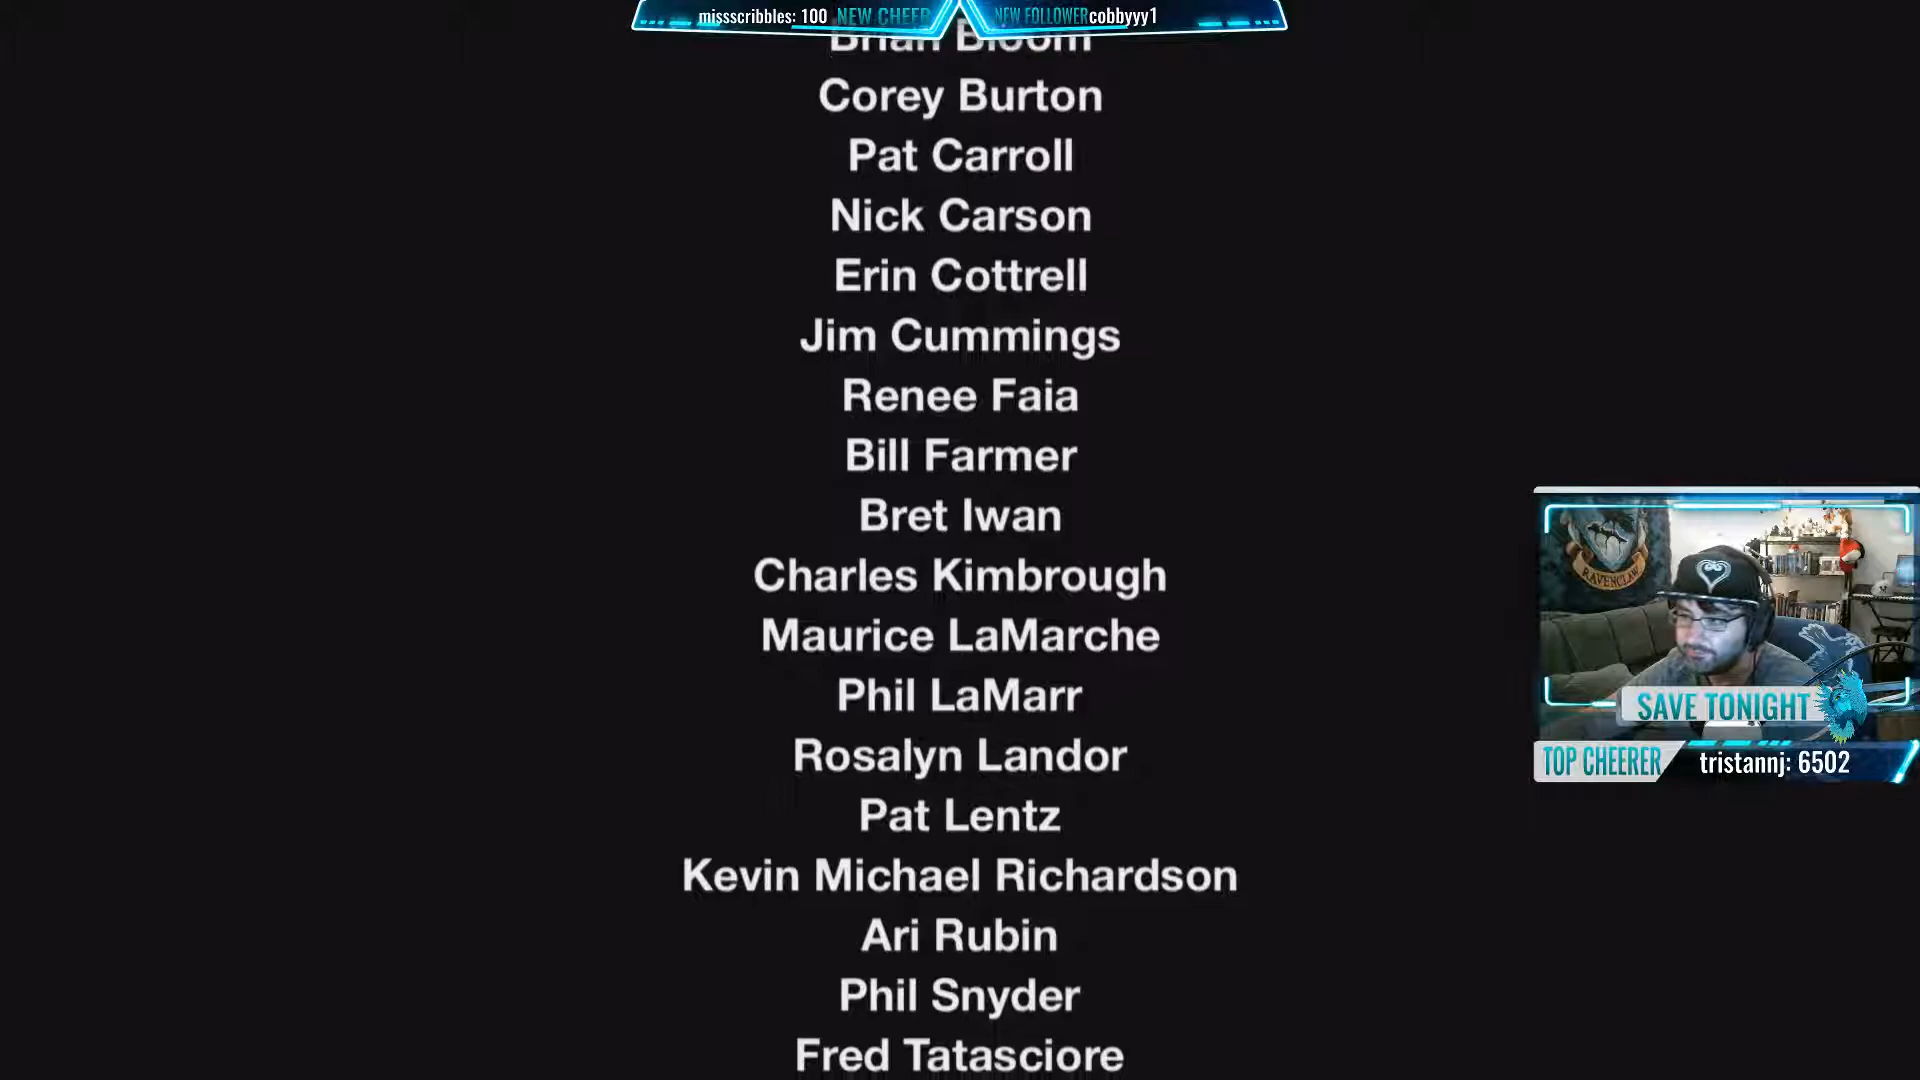 missscribbles: 100 NEW CHEER NEW FOLLOWER cobbyyy1
Brian Bloom
Corey Burton
Pat Carroll
Nick Carson
Erin Cottrell
Jim Cummings
Renee Faia
Bill Farmer
Bret Iwan
Charles Kimbrough
Maurice LaMarche
Phil LaMarr
Rosalyn Landor
Pat Lentz
Kevin Michael Richardson
Ari Rubin
Phil Snyder
Fred Tatasciore
RAVENCLAW
SAVE TONIGHT
TOP CHEERER tristannj: 6502